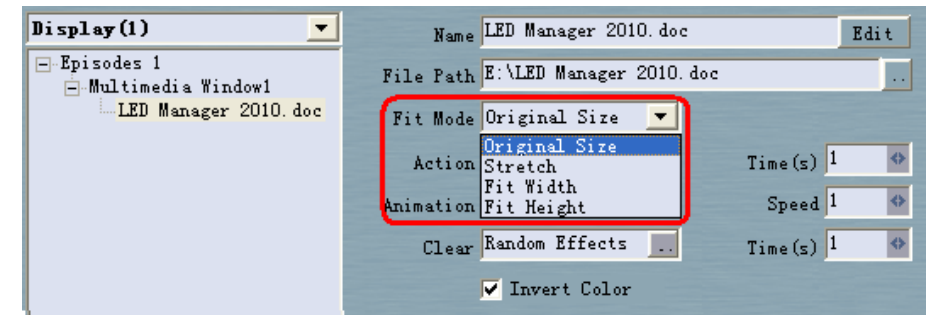 Display(1)
Episodes 1
Multimedia Window1
LED Manager 2010.doc
Name LED Manager 2010.doc Edit
File Path E:\LED Manager 2010.doc ..
Fit Mode Original Size
Original Size
Action Stretch Time(s) 1
Fit Width
Animation Fit Height Speed 1
Clear Random Effects .. Time(s) 1
Invert Color